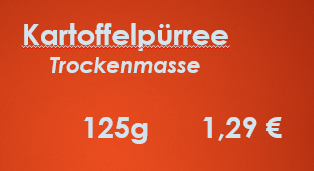 Kartoffelpürree
Trockenmasse
125g 1,29 €